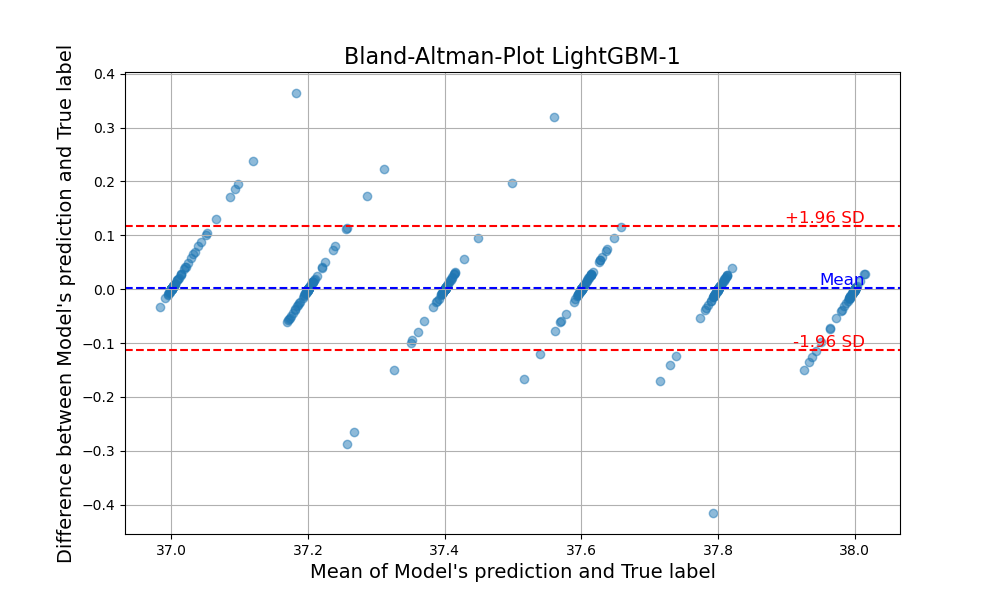 Bland-Altman-Plot LightGBM-1
Difference between Model's prediction and True label
0.4
0.3
0.2
0.1
0.0
−0.1
−0.2
−0.3
−0.4
+1.96 SD
Mean
-1.96 SD
37.0 37.2 37.4 37.6 37.8 38.0
Mean of Model's prediction and True label